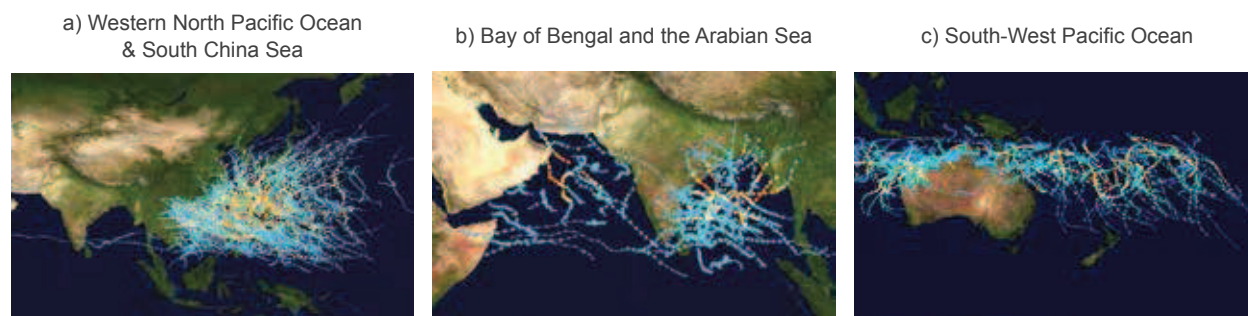 a) Western North Pacific Ocean
& South China Sea
b) Bay of Bengal and the Arabian Sea
c) South-West Pacific Ocean